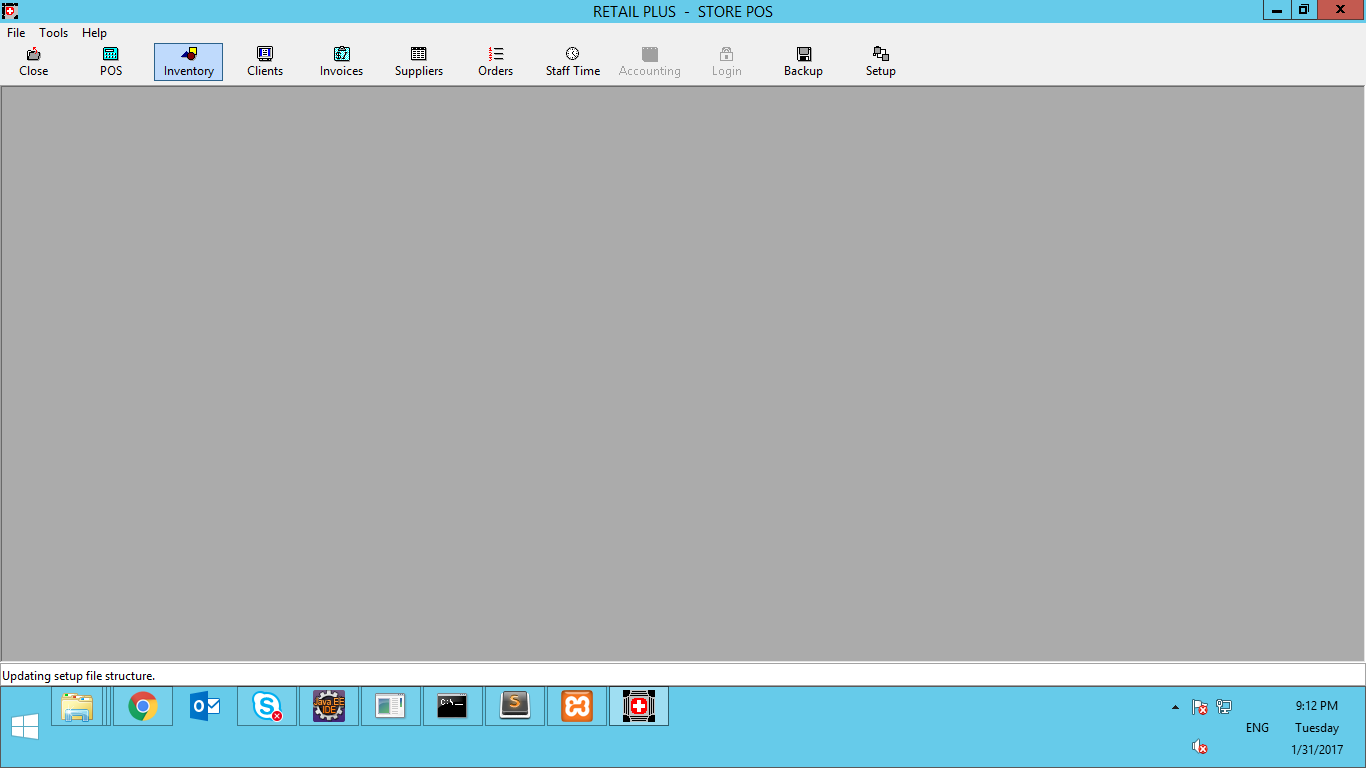 RETAIL PLUS - STORE POS
File Tools Help
Close POS Inventory Clients Invoices Suppliers Orders Staff Time Accounting Login Backup Setup
Updating setup file structure.
Java EE
IDE
C:\
S
9:12 PM
ENG Tuesday
1/31/2017